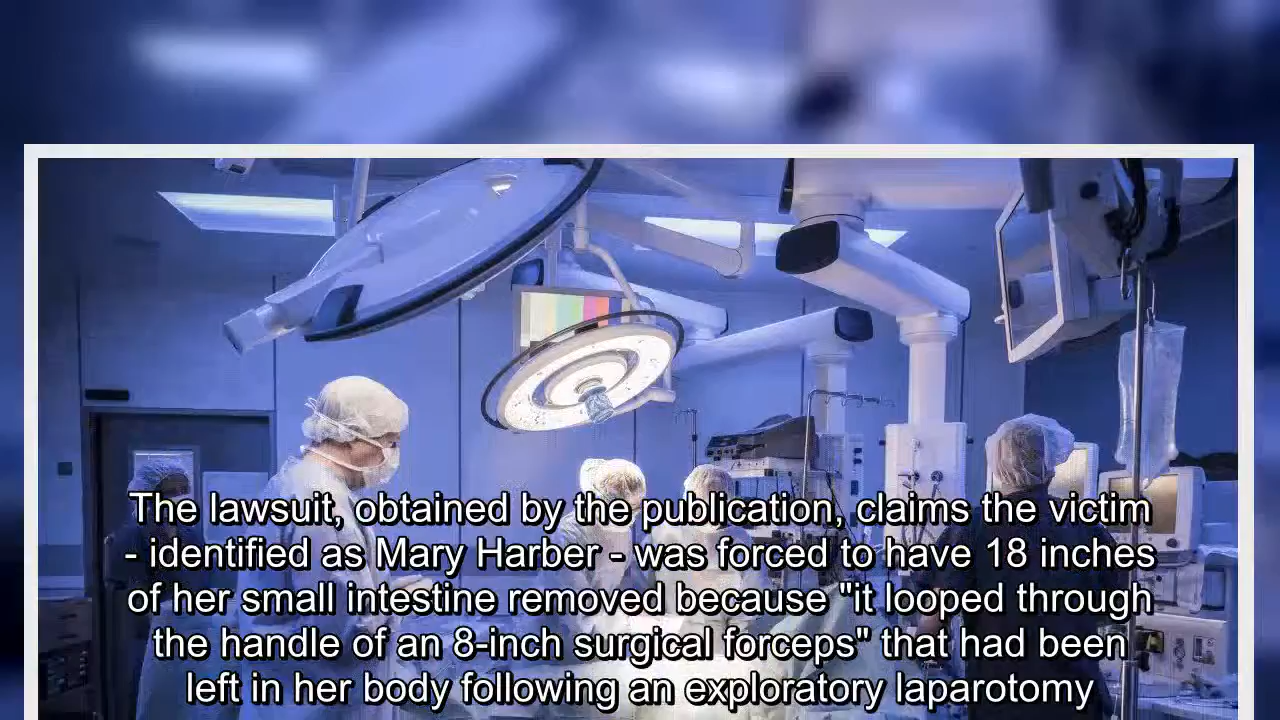 The lawsuit, obtained by the publication, claims the victim
- identified as Mary Harber - was forced to have 18 inches
of her small intestine removed because "it looped through
the handle of an 8-inch surgical forceps" that had been
left in her body following an exploratory laparotomy